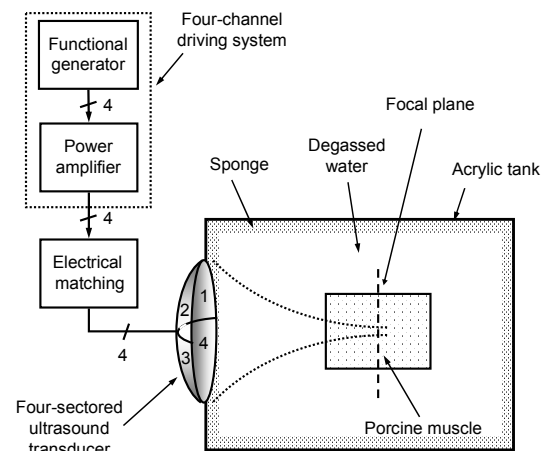 Four-channel
driving system
Functional
generator
4
Power
amplifier
4
Electrical
matching
4
Focal plane
Degassed
water
Sponge
Acrylic tank
1
2
4
3
Four-sectored
ultrasound
transducer
Porcine muscle